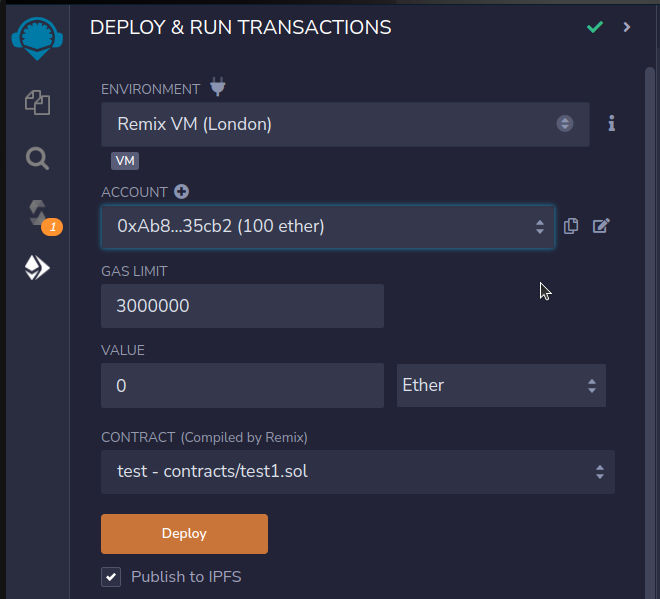 DEPLOY & RUN TRANSACTIONS
ENVIRONMENT
Remix VM (London)
VM
ACCOUNT
0xAb8...35cb2 (100 ether)
1
GAS LIMIT
3000000
VALUE
0 Ether
CONTRACT (Compiled by Remix)
test - contracts/test1.sol
Deploy
Publish to IPFS